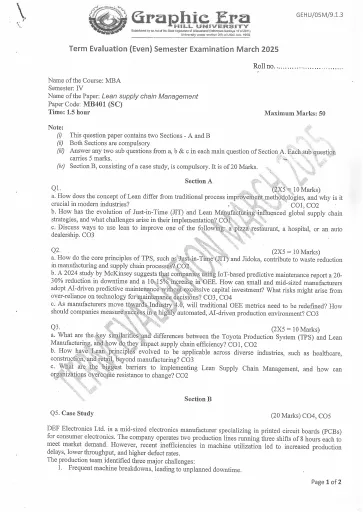 GEHU/DSM/9.1.3
Graphic Era
HILL UNIVERSITY
Term Evaluation (Even) Semester Examination March 2025
Roll no. ..............................
Name of the Course: MBA
Semester: IV
Name of the Paper: Lean supply chain Management
Paper Code: MB401 (SC)
Time: 1.5 hour Maximum Marks: 50
Note:
(i) This question paper contains two Sections - A and B
(ii) Both Sections are compulsory
(iii) Answer any two sub questions from a, b & c in each main question of Section A. Each sub question
carries 5 marks.
(iv) Section B, consisting of a case study, is compulsory. It is of 20 Marks.
Section A
Q1. (2X5 = 10 Marks)
a. How does the concept of Lean differ from traditional process improvement methodologies, and why is it
crucial in modern industries? CO1, CO2
b. How has the evolution of Just-in-Time (JIT) and Lean Manufacturing influenced global supply chain
strategies, and what challenges arise in their implementation? CO3
c. Discuss ways to use lean to improve one of the following: a pizza restaurant, a hospital, or an auto
dealership. CO3
Q2. (2X5 = 10 Marks)
a. How do the core principles of TPS, such as Just-in-Time (JIT) and Jidoka, contribute to waste reduction
in manufacturing and supply chain processes? CO2
b. A 2024 study by McKinsey suggests that companies using IoT-based predictive maintenance report a 20-
30% reduction in downtime and a 10-15% increase in OEE. How can small and mid-sized manufacturers
adopt AI-driven predictive maintenance without excessive capital investment? What risks might arise from
over-reliance on technology for maintenance decisions? CO3, CO4
c. As manufacturers move towards Industry 4.0, will traditional OEE metrics need to be redefined? How
should companies measure success in a highly automated, AI-driven production environment? CO3
Q3. (2X5 = 10 Marks)
a. What are the key similarities and differences between the Toyota Production System (TPS) and Lean
Manufacturing, and how do they impact supply chain efficiency? CO1, CO2
b. How have Lean principles evolved to be applicable across diverse industries, such as healthcare,
construction, and retail, beyond manufacturing? CO3
c. What are the biggest barriers to implementing Lean Supply Chain Management, and how can
organizations overcome resistance to change? CO2
Section B
Q5. Case Study (20 Marks) CO4, CO5
DEF Electronics Ltd. is a mid-sized electronics manufacturer specializing in printed circuit boards (PCBs)
for consumer electronics. The company operates two production lines running three shifts of 8 hours each to
meet market demand. However, recent inefficiencies in machinery utilization led to increased production
delays, lower throughput, and higher defect rates.
The production team identified three major challenges:
1. Frequent machine breakdowns, leading to unplanned downtime.
Page 1 of 2